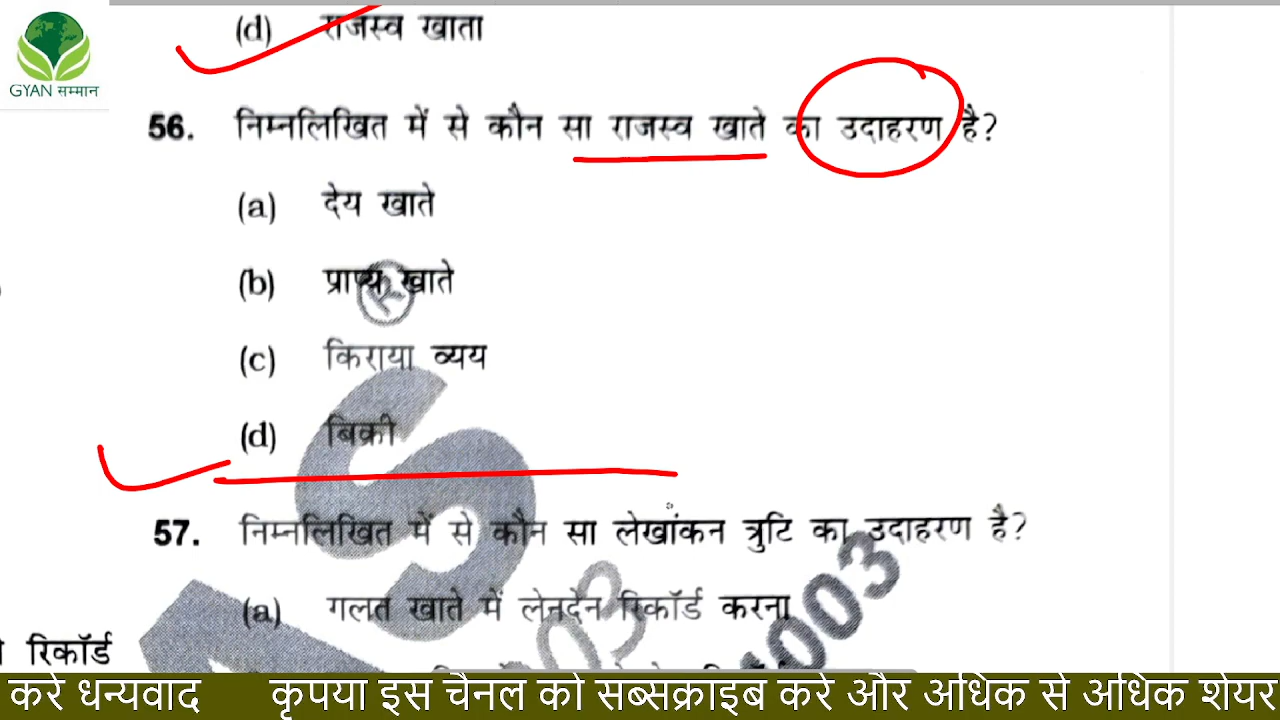 GYAN सम्मान
(d) राजस्व खाता
56. निम्नलिखित में से कौन सा राजस्व खाते का उदाहरण है?
(a) देय खाते
(b) प्राप्य खाते
(c) किराया व्यय
(d) बिक्री
57. निम्नलिखित में से कौन सा लेखांकन त्रुटि का उदाहरण है?
(a) गलत खाते में लेनदेन रिकॉर्ड करना
रिकॉर्ड
करे धन्यवाद कृपया इस चैनल को सब्सक्राइब करे और अधिक से अधिक शेयर